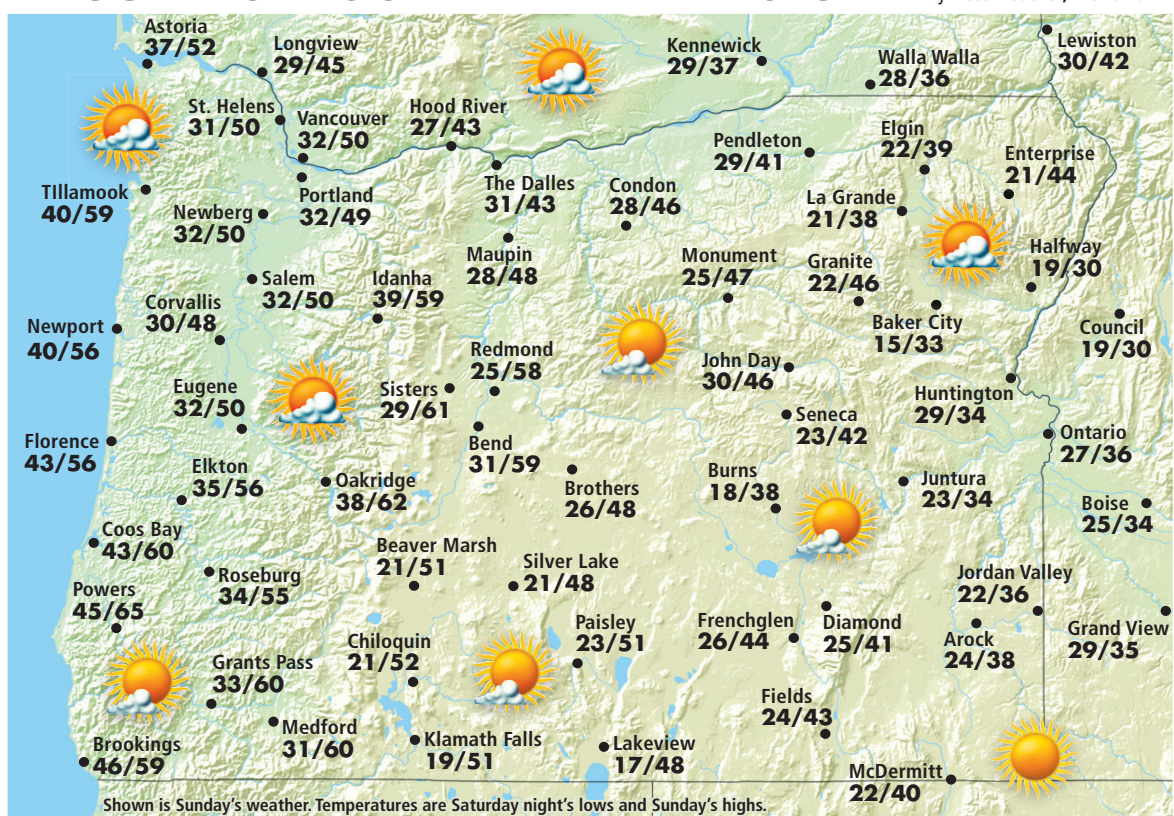 Astoria
37/52
Longview
29/45
Kennewick
29/37
Walla Walla
28/36
Lewiston
30/42
St. Helens
31/50
Vancouver
32/50
Hood River
27/43
Pendleton
29/41
Elgin
22/39
Enterprise
21/44
TIllamook
40/59
Newberg
32/50
Portland
32/49
The Dalles
31/43
Condon
28/46
La Grande
21/38
Maupin
28/48
Monument
25/47
Granite
22/46
Halfway
19/30
Salem
32/50
Idanha
39/59
Corvallis
30/48
Newport
40/56
Baker City
15/33
Council
19/30
Redmond
25/58
John Day
30/46
Eugene
32/50
Sisters
29/61
Huntington
29/34
Seneca
23/42
Florence
43/56
Bend
31/59
Ontario
27/36
Elkton
35/56
Oakridge
38/62
Brothers
26/48
Burns
18/38
Juntura
23/34
Boise
25/34
Coos Bay
43/60
Beaver Marsh
21/51
Silver Lake
21/48
Roseburg
34/55
Powers
45/65
Jordan Valley
22/36
Paisley
23/51
Frenchglen
26/44
Diamond
25/41
Arock
24/38
Grand View
29/35
Chiloquin
21/52
Grants Pass
33/60
Fields
24/43
Medford
31/60
Klamath Falls
19/51
Lakeview
17/48
Brookings
46/59
McDermitt
22/40
Shown is Sunday's weather. Temperatures are Saturday night's lows and Sunday's highs.